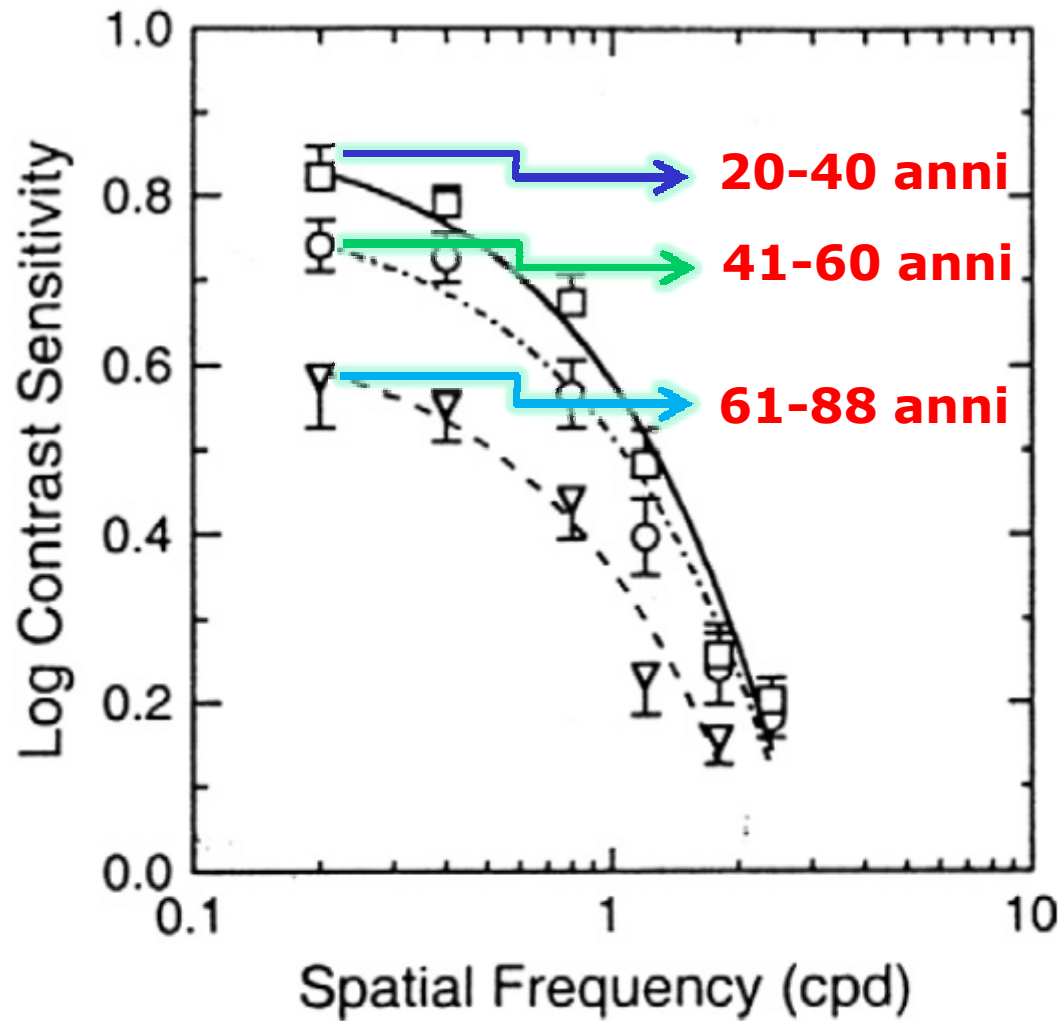 1.0
0.8
0.6
0.4
0.2
0.0
Log Contrast Sensitivity
20-40 anni
41-60 anni
61-88 anni
0.1
1
10
Spatial Frequency (cpd)